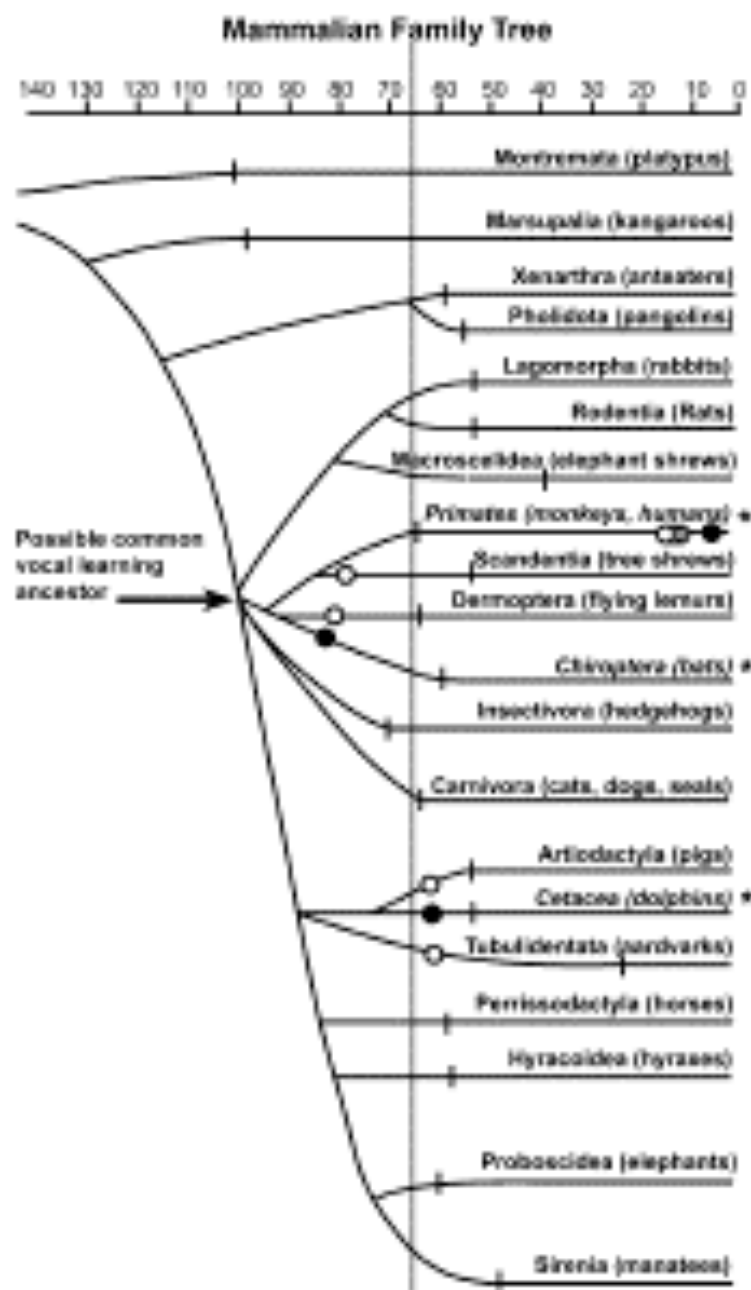 Mammalian Family Tree
140 130 110 100 90 80 70 60 50 40 30 20 10 0
Montremata (platypus)
Marsupalia (kangaroos)
Xenarthra (anteaters)
Pholidota (pangolins)
Lagomorpha (rabbits)
Rodentia (Rats)
Macroscelidea (elephant shrews)
Primates (monkeys, humans) *
Possible common
vocal learning
ancestor
Scandentia (tree shrews)
Dermoptera (flying lemurs)
Chiroptera (bats) *
Insectivora (hedgehogs)
Carnivora (cats, dogs, seals)
Artiodactyla (pigs)
Cetacea (dolphins) *
Tubulidentata (aardvarks)
Perrissodactyla (horses)
Hyracoidea (hyraxes)
Proboscidea (elephants)
Sirenia (manatees)